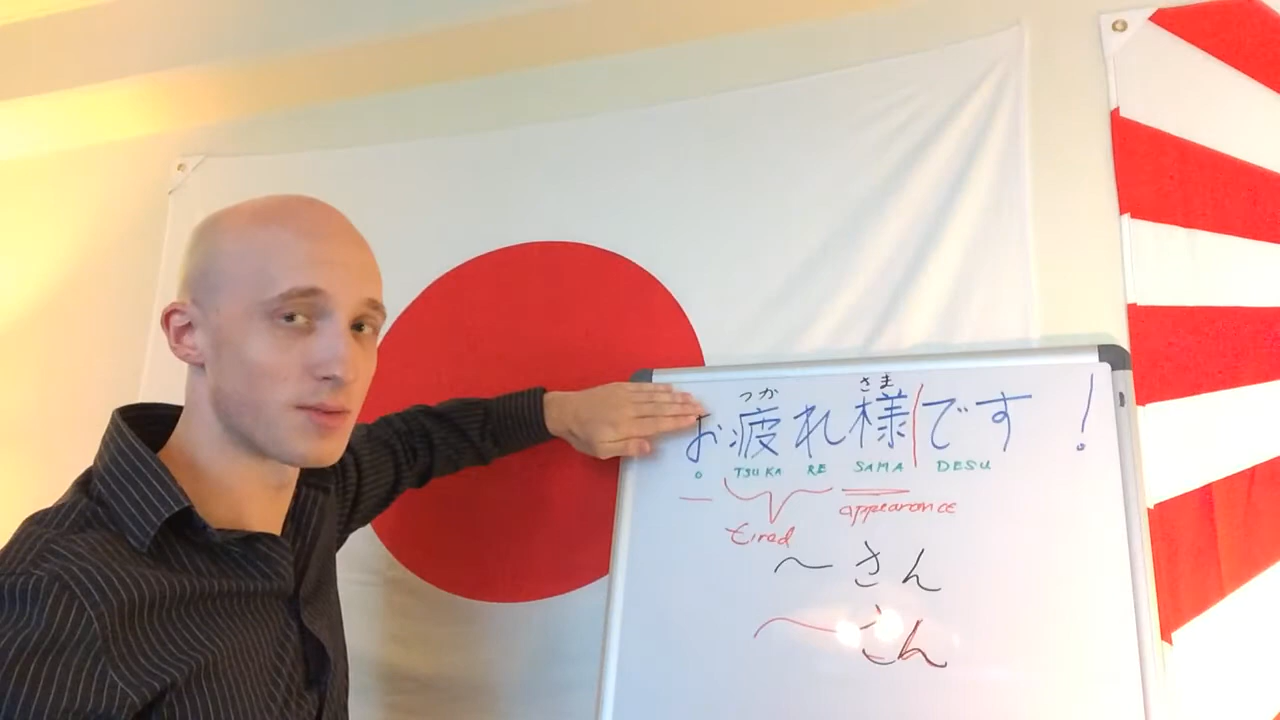 つか さま
お疲れ様です!
O TSUKA RE SAMA DESU
tired appearance
〜さん
〜さん